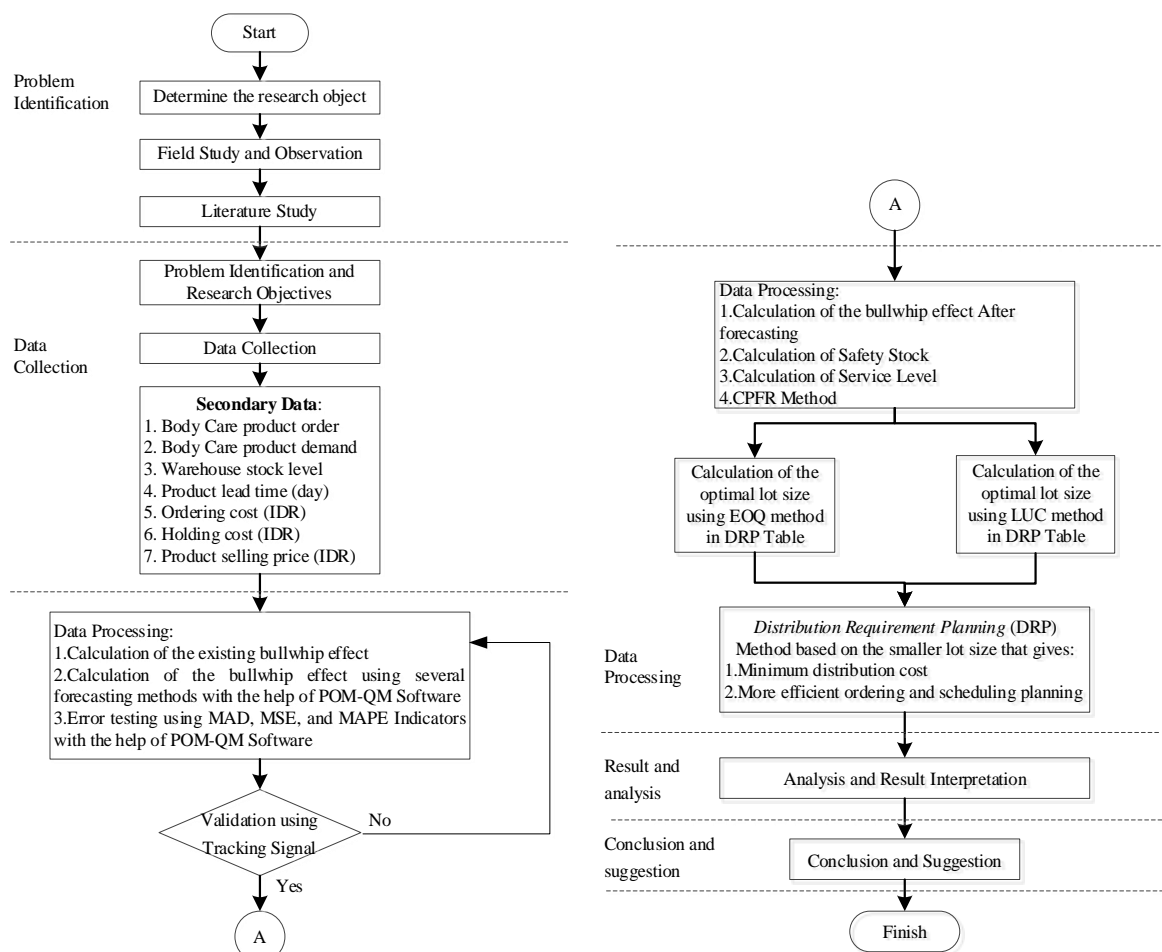 Start
Problem
Identification
Determine the research object
Field Study and Observation
Literature Study
Problem Identification and
Research Objectives
Data
Collection
Data Collection
Secondary Data:
1. Body Care product order
2. Body Care product demand
3. Warehouse stock level
4. Product lead time (day)
5. Ordering cost (IDR)
6. Holding cost (IDR)
7. Product selling price (IDR)
Data Processing:
1.Calculation of the existing bullwhip effect
2.Calculation of the bullwhip effect using several
forecasting methods with the help of POM-QM Software
3.Error testing using MAD, MSE, and MAPE Indicators
with the help of POM-QM Software
Validation using
Tracking Signal
No
Yes
A
A
Data Processing:
1.Calculation of the bullwhip effect After
forecasting
2.Calculation of Safety Stock
3.Calculation of Service Level
4.CPFR Method
Calculation of the
optimal lot size
using EOQ method
in DRP Table
Calculation of the
optimal lot size
using LUC method
in DRP Table
Data
Processing
Distribution Requirement Planning (DRP)
Method based on the smaller lot size that gives:
1.Minimum distribution cost
2.More efficient ordering and scheduling planning
Result and
analysis
Analysis and Result Interpretation
Conclusion and
suggestion
Conclusion and Suggestion
Finish